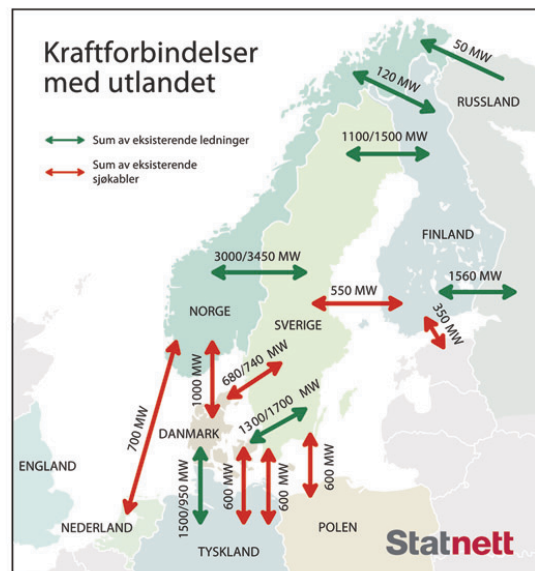 Kraftforbindelser
med utlandet
Sum av eksisterende ledninger
Sum av eksisterende
sjøkabler
50 MW
120 MW
RUSSLAND
1100/1500 MW
FINLAND
3000/3450 MW
1560 MW
550 MW
NORGE
SVERIGE
350 MW
680/740 MW
1000 MW
1300/1700 MW
700 MW
DANMARK
ENGLAND
1500/950 MW
600 MW
600 MW
600 MW
NEDERLAND
POLEN
TYSKLAND
Statnett